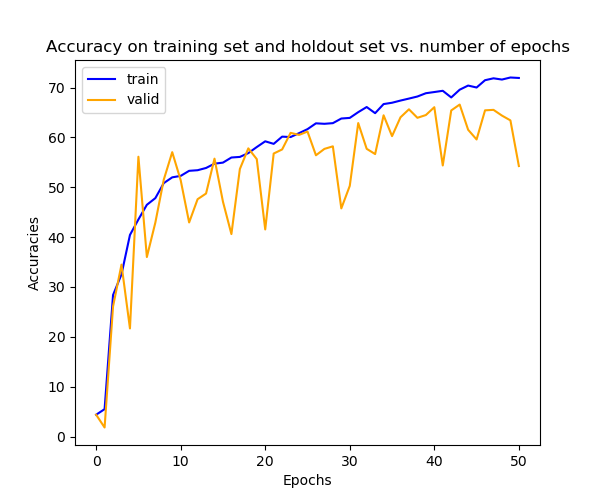 Accuracy on training set and holdout set vs. number of epochs
train
valid
70
60
50
40
30
20
10
0
Accuracies
0 10 20 30 40 50
Epochs